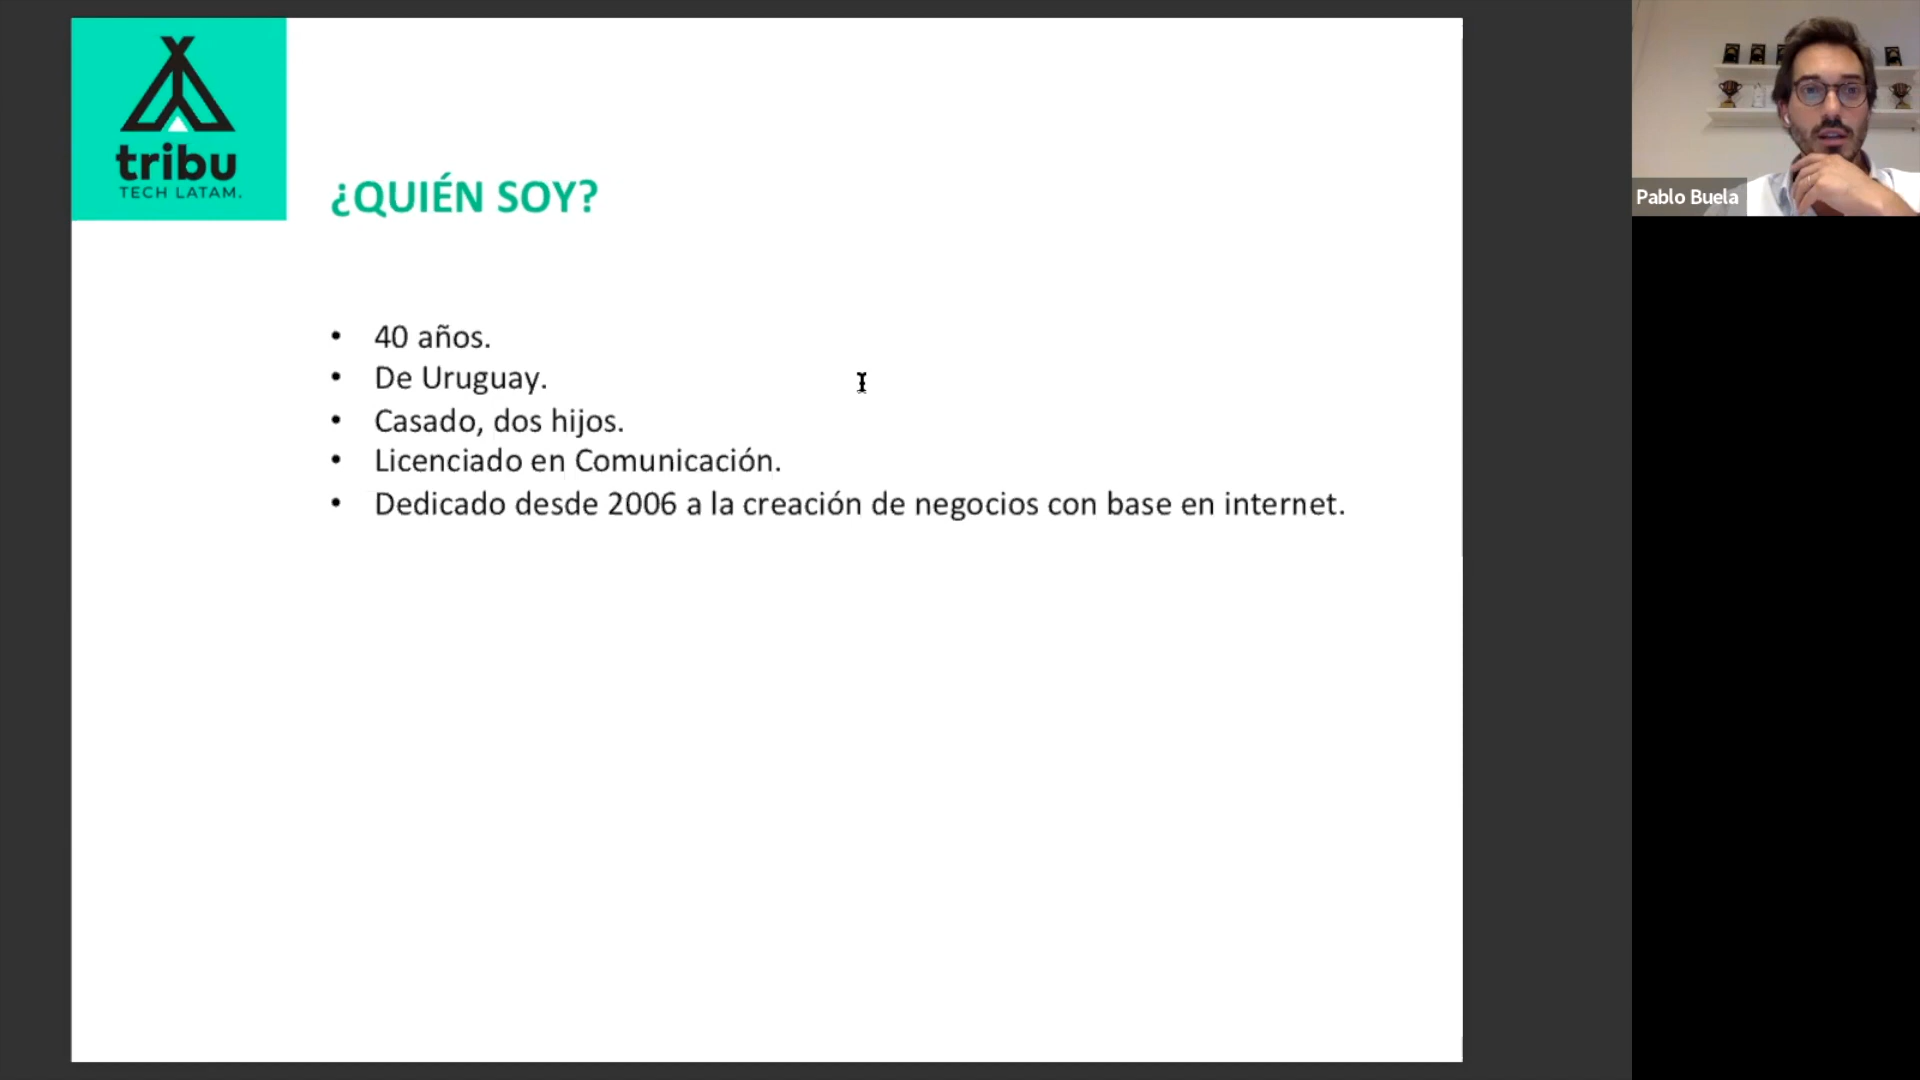 tribu
TECH LATAM.
¿QUIÉN SOY?
• 40 años.
• De Uruguay.
• Casado, dos hijos.
• Licenciado en Comunicación.
• Dedicado desde 2006 a la creación de negocios con base en internet.
Pablo Buela